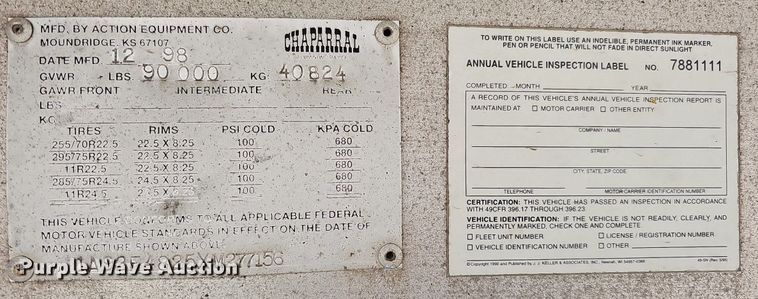 MFD. BY ACTION EQUIPMENT CO.
MOUNDRIDGE, KS 67107
CHAPARRAL
DATE MFD. 12 98
GVWR LBS 90 000 KG 40824
GAWR FRONT INTERMEDIATE REAR
LBS
KG
TIRES RIMS PSI COLD KPA COLD
255/70R22.5 22.5 X 8.25 100 680
295/75R22.5 22.5 X 8.25 100 680
11R22.5 22.5 X 8.25 100 680
285/75R24.5 24.5 X 8.25 100 680
11R24.5 X 8.25 100 680
THIS VEHICLE CONFORMS TO ALL APPLICABLE FEDERAL
MOTOR VEHICLE STANDARDS IN EFFECT ON THE DATE OF
MANUFACTURE SHOWN ABOVE
Purple Wave Auction
TO WRITE ON THIS LABEL USE AN INDELIBLE, PERMANENT INK MARKER,
PEN OR PENCIL THAT WILL NOT FADE IN DIRECT SUNLIGHT
ANNUAL VEHICLE INSPECTION LABEL NO. 7881111
COMPLETED - MONTH YEAR
A RECORD OF THIS VEHICLE'S ANNUAL VEHICLE INSPECTION REPORT IS
MAINTAINED AT ☐ MOTOR CARRIER ☐ OTHER ENTITY
COMPANY / NAME
STREET
CITY, STATE, ZIP CODE
TELEPHONE MOTOR CARRIER IDENTIFICATION NUMBER
CERTIFICATION: THIS VEHICLE HAS PASSED AN INSPECTION IN ACCORDANCE
WITH 49CFR 396.17 THROUGH 396.23
VEHICLE IDENTIFICATION: IF THE VEHICLE IS NOT READILY, CLEARLY, AND
PERMANENTLY MARKED, CHECK ONE AND COMPLETE
☐ FLEET UNIT NUMBER ☐ LICENSE / REGISTRATION NUMBER
☐ VEHICLE IDENTIFICATION NUMBER ☐ OTHER
Published by J. J. KELLER & ASSOCIATES, INC., Neenah, WI 54957-0368